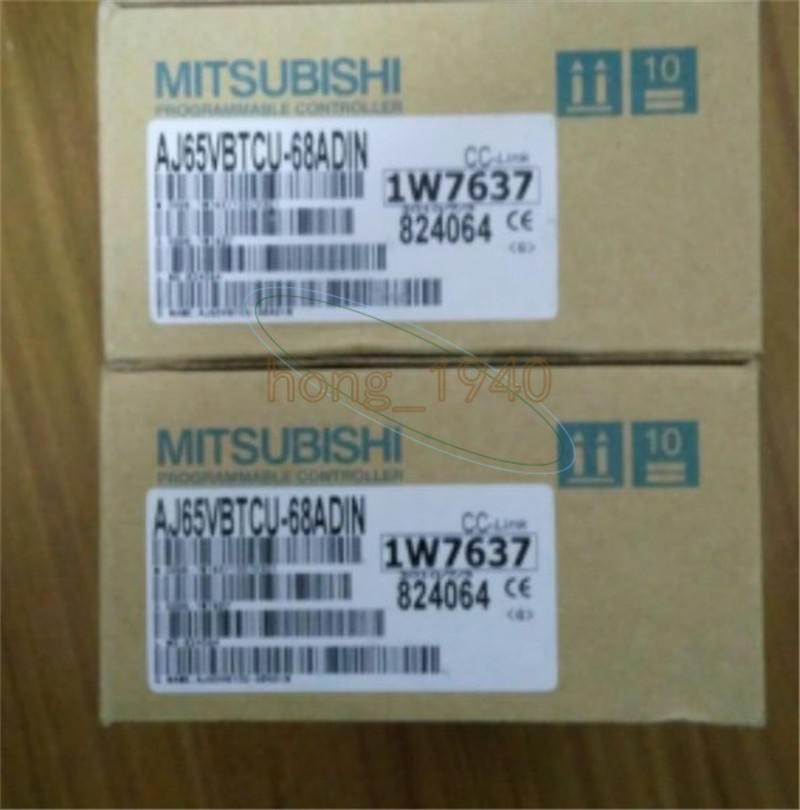 MITSUBISHI
PROGRAMMABLE CONTROLLER
10
AJ65VBTCU-68ADIN
CC-Link
1W7637
824064 CE
hong_1940
MITSUBISHI
PROGRAMMABLE CONTROLLER
10
AJ65VBTCU-68ADIN
CC-Link
1W7637
824064 CE